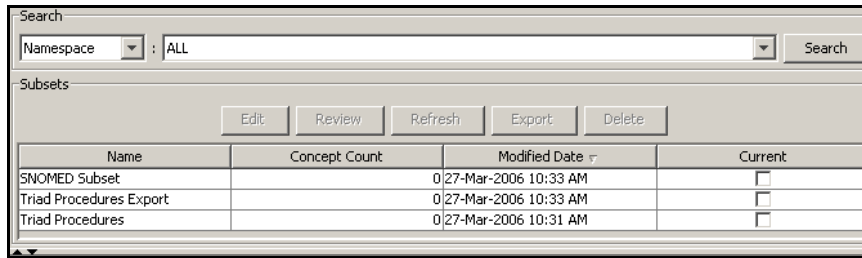 Search
Namespace : ALL Search
Subsets
Edit Review Refresh Export Delete
Name Concept Count Modified Date Current
SNOMED Subset 0 27-Mar-2006 10:33 AM
Triad Procedures Export 0 27-Mar-2006 10:33 AM
Triad Procedures 0 27-Mar-2006 10:31 AM